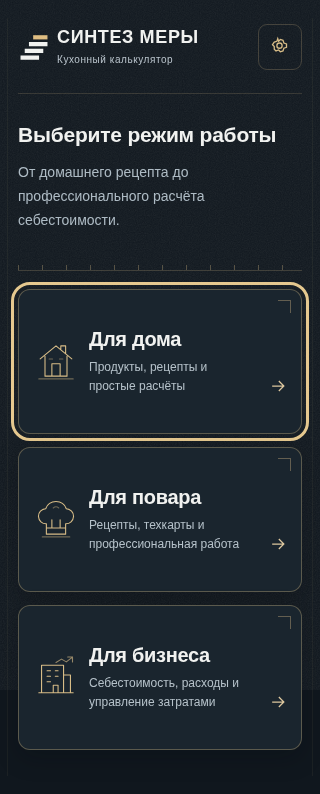 СИНТЕЗ МЕРЫ
Кухонный калькулятор
Выберите режим работы
От домашнего рецепта до
профессионального расчёта
себестоимости.
Для дома
Продукты, рецепты и
простые расчёты
Для повара
Рецепты, техкарты и
профессиональная работа
Для бизнеса
Себестоимость, расходы и
управление затратами